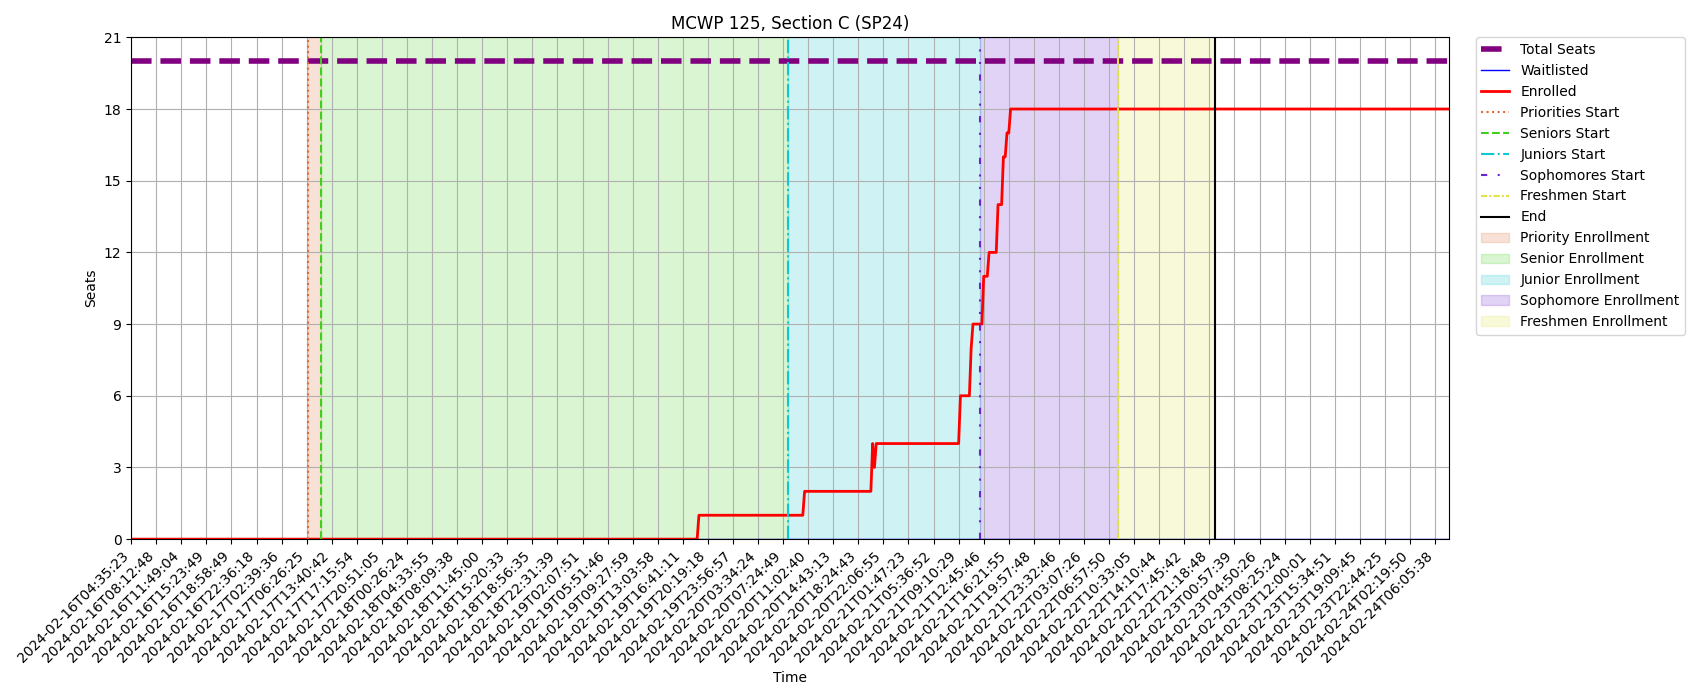 MCWP 125, Section C (SP24)
21
18
15
12
9
6
3
0
Seats
2024-02-16T04:35:23
2024-02-16T08:12:48
2024-02-16T11:49:04
2024-02-16T15:23:49
2024-02-16T18:58:49
2024-02-16T22:36:18
2024-02-17T02:39:36
2024-02-17T06:26:25
2024-02-17T13:40:42
2024-02-17T17:15:54
2024-02-17T20:51:05
2024-02-18T00:26:24
2024-02-18T04:33:55
2024-02-18T08:09:38
2024-02-18T11:45:00
2024-02-18T15:20:33
2024-02-18T18:56:35
2024-02-18T22:31:39
2024-02-19T02:07:51
2024-02-19T05:51:46
2024-02-19T09:27:59
2024-02-19T13:03:58
2024-02-19T16:41:11
2024-02-19T20:19:18
2024-02-19T23:56:57
2024-02-20T03:34:24
2024-02-20T07:24:49
2024-02-20T11:02:40
2024-02-20T14:43:13
2024-02-20T18:24:43
2024-02-20T22:06:55
2024-02-21T01:47:23
2024-02-21T05:36:52
2024-02-21T09:10:29
2024-02-21T12:45:46
2024-02-21T16:21:55
2024-02-21T19:57:48
2024-02-21T23:32:46
2024-02-22T03:07:26
2024-02-22T06:57:50
2024-02-22T10:33:05
2024-02-22T14:10:44
2024-02-22T17:45:42
2024-02-22T21:18:48
2024-02-23T00:57:39
2024-02-23T04:50:26
2024-02-23T08:25:24
2024-02-23T12:00:01
2024-02-23T15:34:51
2024-02-23T19:09:45
2024-02-23T22:44:25
2024-02-24T02:19:50
2024-02-24T06:05:38
Time
Total Seats
Waitlisted
Enrolled
Priorities Start
Seniors Start
Juniors Start
Sophomores Start
Freshmen Start
End
Priority Enrollment
Senior Enrollment
Junior Enrollment
Sophomore Enrollment
Freshmen Enrollment